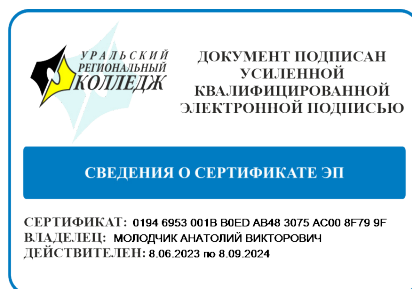 УРАЛЬСКИЙ
РЕГИОНАЛЬНЫЙ
КОЛЛЕДЖ
ДОКУМЕНТ ПОДПИСАН
УСИЛЕННОЙ
КВАЛИФИЦИРОВАННОЙ
ЭЛЕКТРОННОЙ ПОДПИСЬЮ
СВЕДЕНИЯ О СЕРТИФИКАТЕ ЭП
СЕРТИФИКАТ: 0194 6953 001B B0ED AB48 3075 AC00 8F79 9F
ВЛАДЕЛЕЦ: МОЛОДЧИК АНАТОЛИЙ ВИКТОРОВИЧ
ДЕЙСТВИТЕЛЕН: 8.06.2023 по 8.09.2024